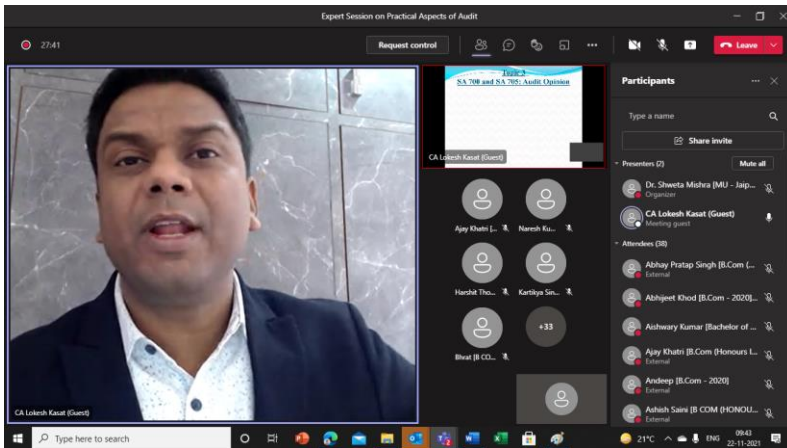 Expert Session on Practical Aspects of Audit
27:41
Request control
Leave
Topic 3
SA 700 and SA 705: Audit Opinion
CA Lokesh Kasat (Guest)
CA Lokesh Kasat (Guest)
Ajay Khatri [...
Naresh Ku...
Harshit Tho...
Kartikya Sin...
Bhrat [B CO...
+33
Participants
Type a name
Share invite
Presenters (2)
Mute all
Dr. Shweta Mishra [MU - Jaip...
Organizer
CA Lokesh Kasat (Guest)
Meeting guest
Attendees (38)
Abhay Pratap Singh [B.Com (...
External
Abhijeet Khod [B.Com - 2020]...
Aishwary Kumar [Bachelor of ...
External
Ajay Khatri [B.Com (Honours I...
External
Andeep [B.Com - 2020]
External
Ashish Saini [B COM (HONOU...
External
Type here to search
21°C
ENG
09:43
22-11-2021